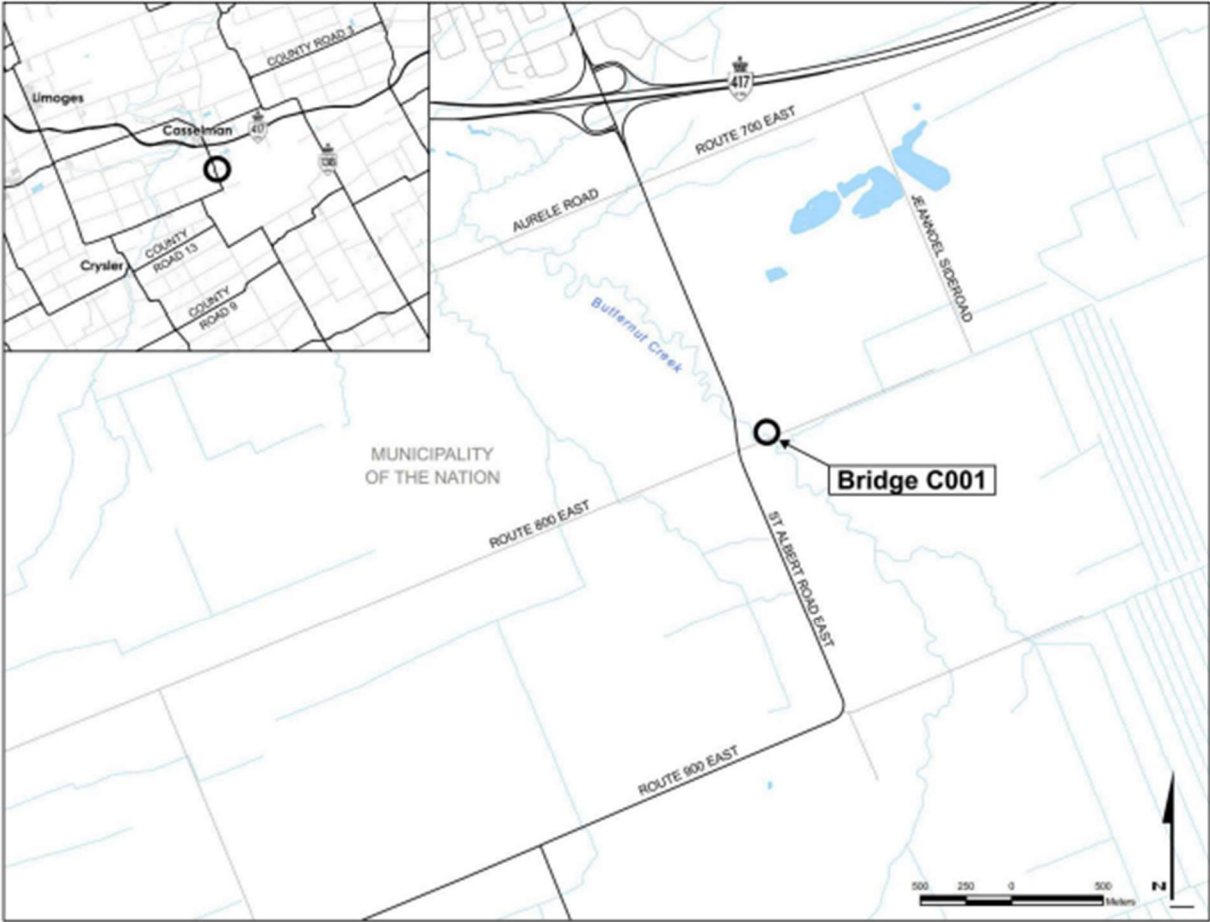 COUNTY ROAD 3
Limoges
Casselman
417
138
Crysler
COUNTY
ROAD 13
COUNTY
ROAD 9
417
ROUTE 700 EAST
AURELE ROAD
JEANNOEL SIDEROAD
Butternut Creek
MUNICIPALITY
OF THE NATION
Bridge C001
ROUTE 800 EAST
ST ALBERT ROAD EAST
ROUTE 900 EAST
500 250 0 500
Meters
N